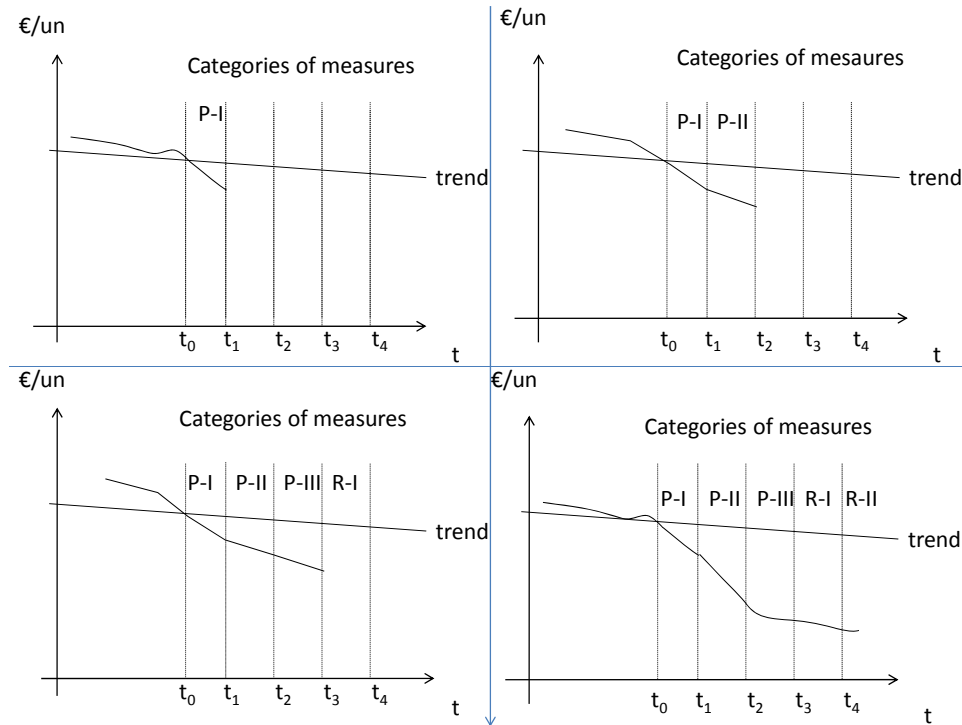 €/un
Categories of measures
P-I
trend
t₀ t₁ t₂ t₃ t₄
t
€/un
Categories of mesaures
P-I P-II
trend
t₀ t₁ t₂ t₃ t₄
t
€/un
Categories of measures
P-I P-II P-III R-I
trend
t₀ t₁ t₂ t₃ t₄
t
€/un
Categories of measures
P-I P-II P-III R-I R-II
trend
t₀ t₁ t₂ t₃ t₄
t